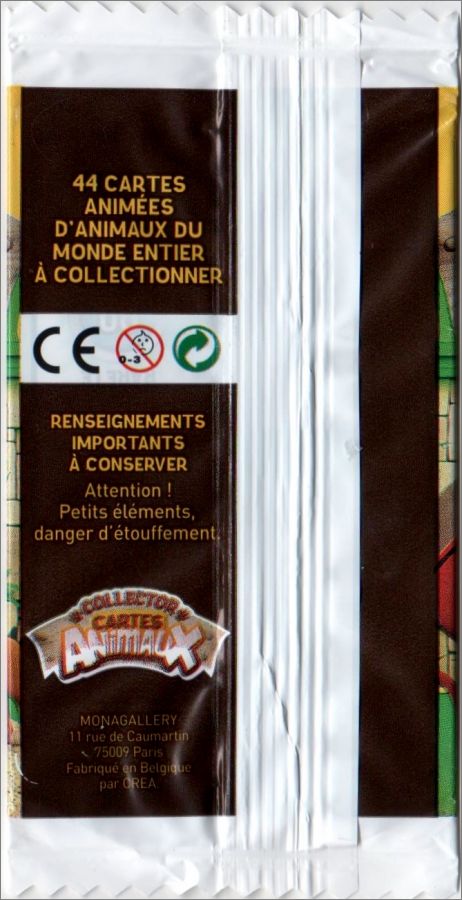 44 CARTES
ANIMÉES
D'ANIMAUX DU
MONDE ENTIER
À COLLECTIONNER
CE
0-3
RENSEIGNEMENTS
IMPORTANTS
À CONSERVER
Attention !
Petits éléments,
danger d'étouffement.
COLLECTOR
CARTES
ANIMAUX
MONAGALLERY
11 rue de Caumartin
75009 Paris
Fabriqué en Belgique
par CREA.